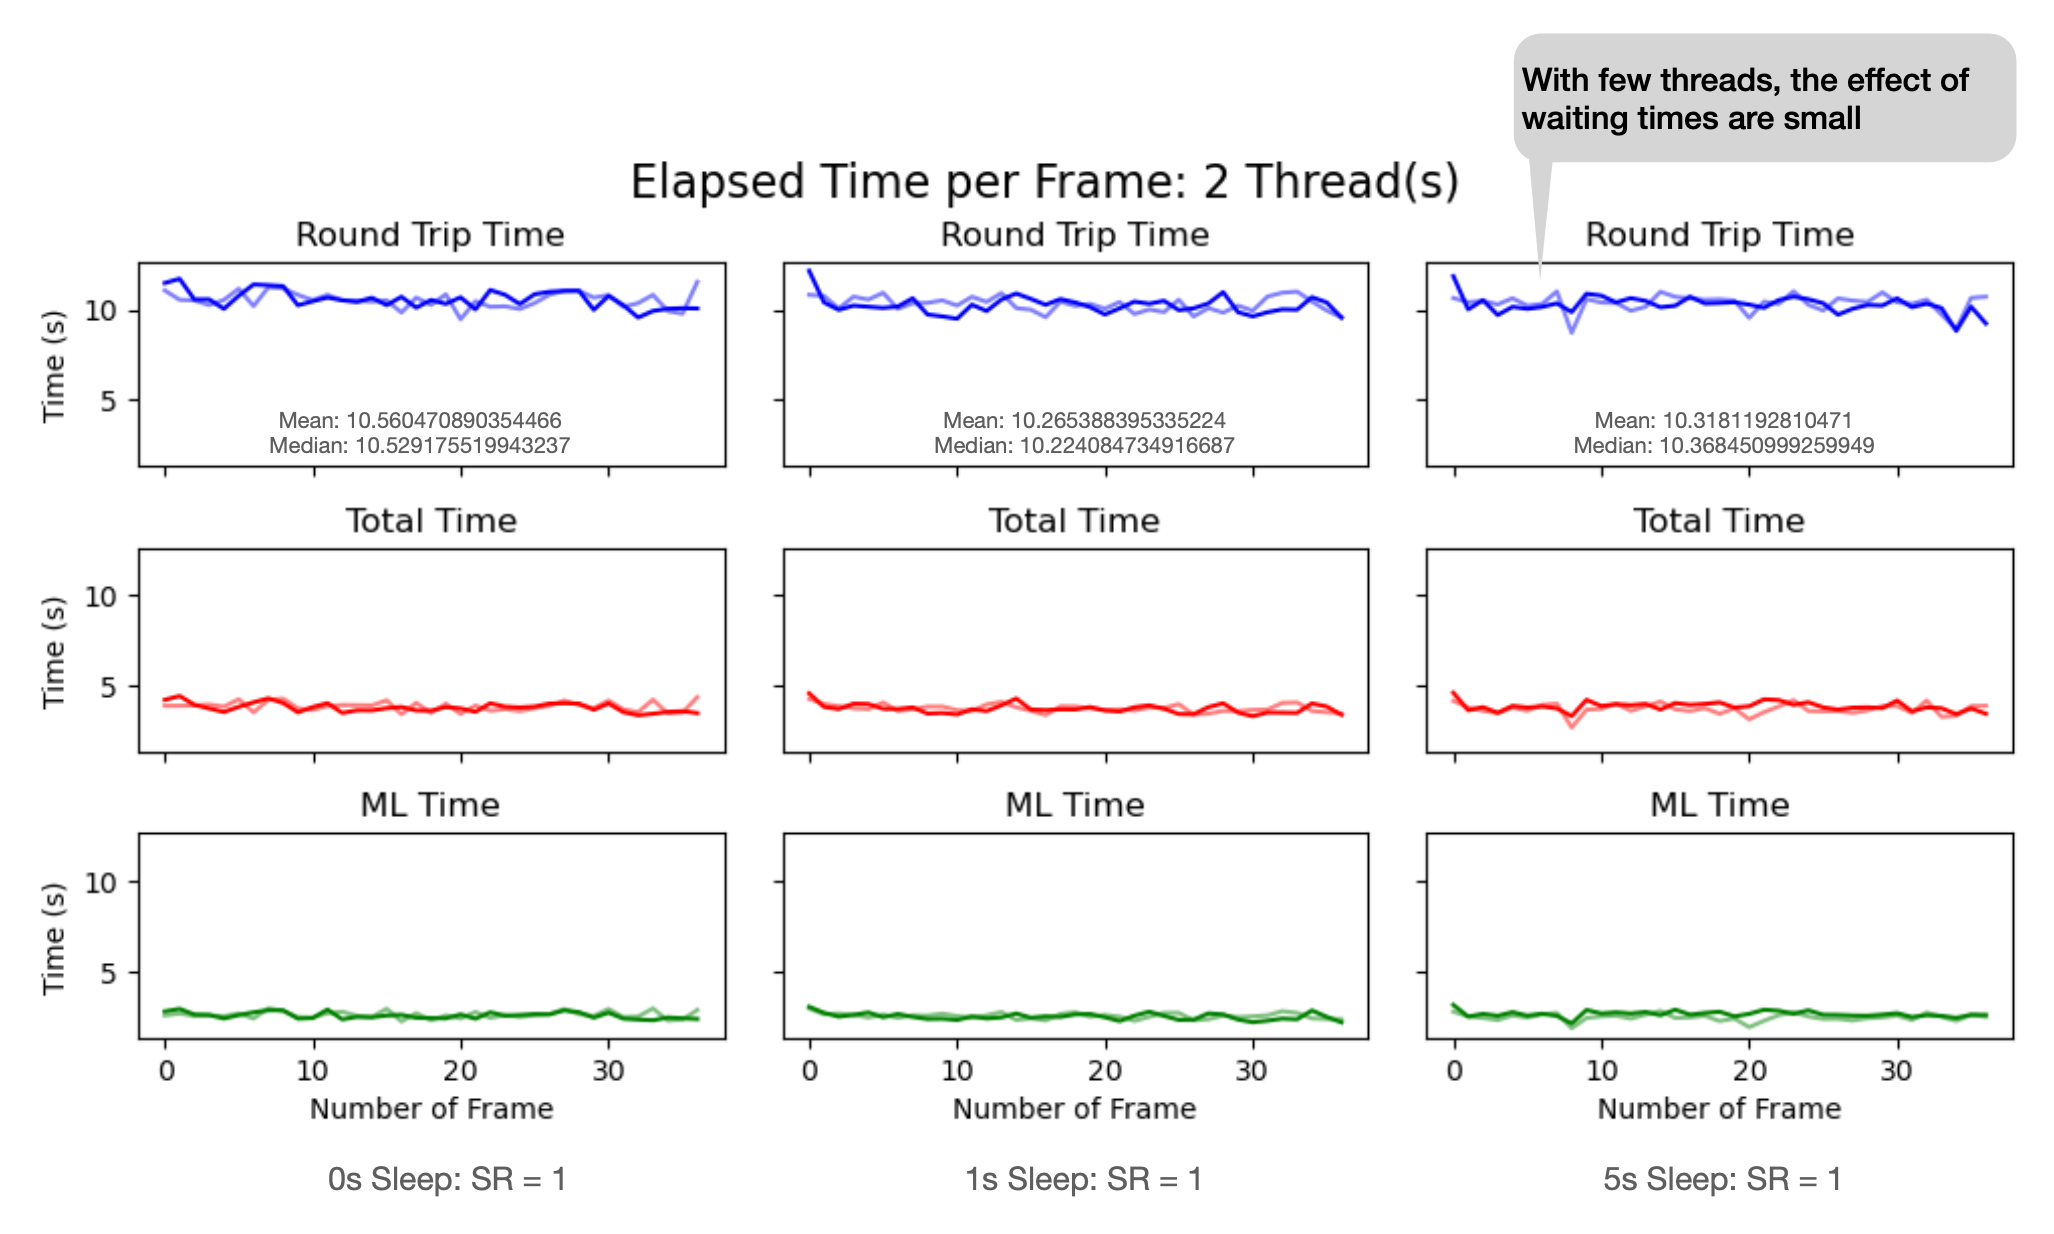 With few threads, the effect of
waiting times are small
Elapsed Time per Frame: 2 Thread(s)
Round Trip Time
Round Trip Time
Round Trip Time
Time (s)
10
5
Mean: 10.560470890354466
Median: 10.529175519943237
Mean: 10.265388395335224
Median: 10.224084734916687
Mean: 10.3181192810471
Median: 10.368450999259949
Total Time
Total Time
Total Time
Time (s)
10
5
ML Time
ML Time
ML Time
Time (s)
10
5
0 10 20 30
0 10 20 30
0 10 20 30
Number of Frame
Number of Frame
Number of Frame
0s Sleep: SR = 1
1s Sleep: SR = 1
5s Sleep: SR = 1